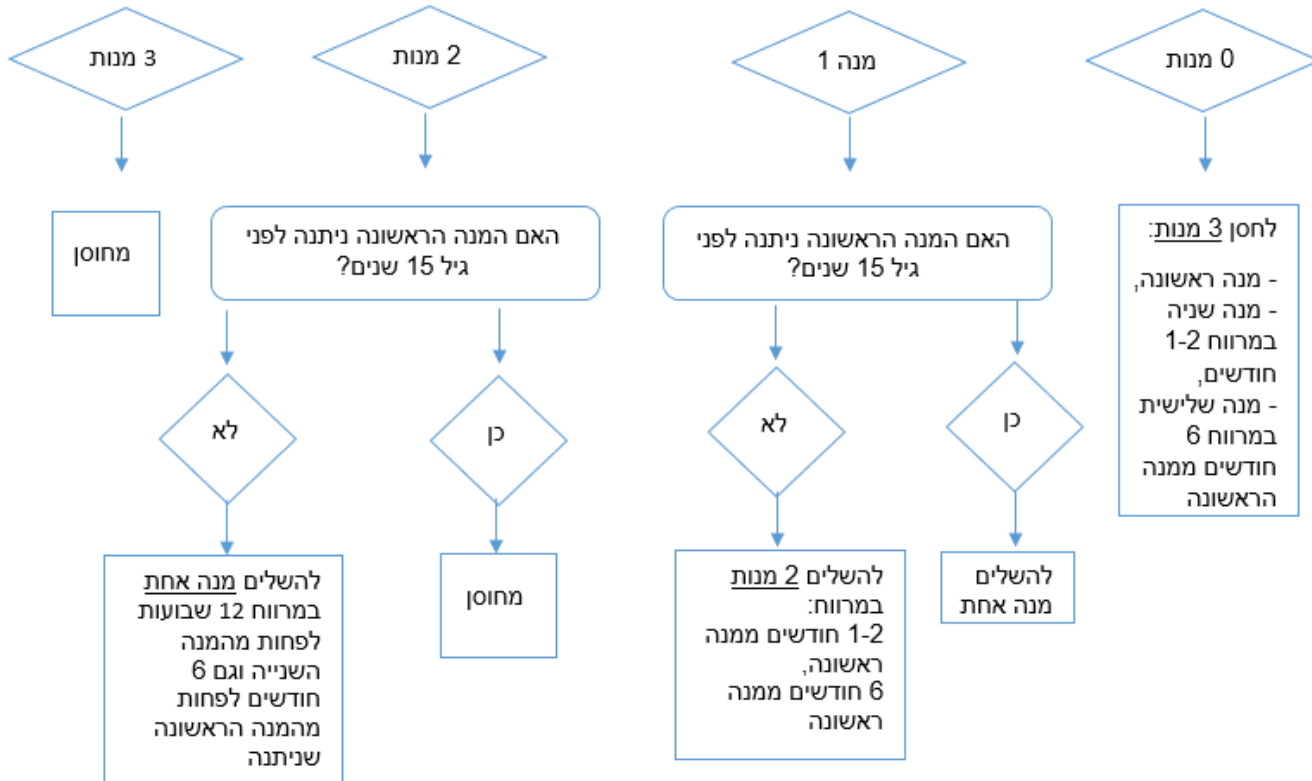 0 מנות
לחסן 3 מנות:
- מנה ראשונה,
- מנה שניה
במרווח 1-2
חודשים,
- מנה שלישית
במרווח 6
חודשים ממנה
הראשונה
מנה 1
האם המנה הראשונה ניתנה לפני
גיל 15 שנים?
כן
להשלים
מנה אחת
לא
להשלים 2 מנות
במרווח:
1-2 חודשים ממנה
ראשונה,
6 חודשים ממנה
ראשונה
2 מנות
האם המנה הראשונה ניתנה לפני
גיל 15 שנים?
כן
מחוסן
לא
להשלים מנה אחת
במרווח 12 שבועות
לפחות מהמנה
השנייה וגם 6
חודשים לפחות
מהמנה הראשונה
שניתנה
3 מנות
מחוסן